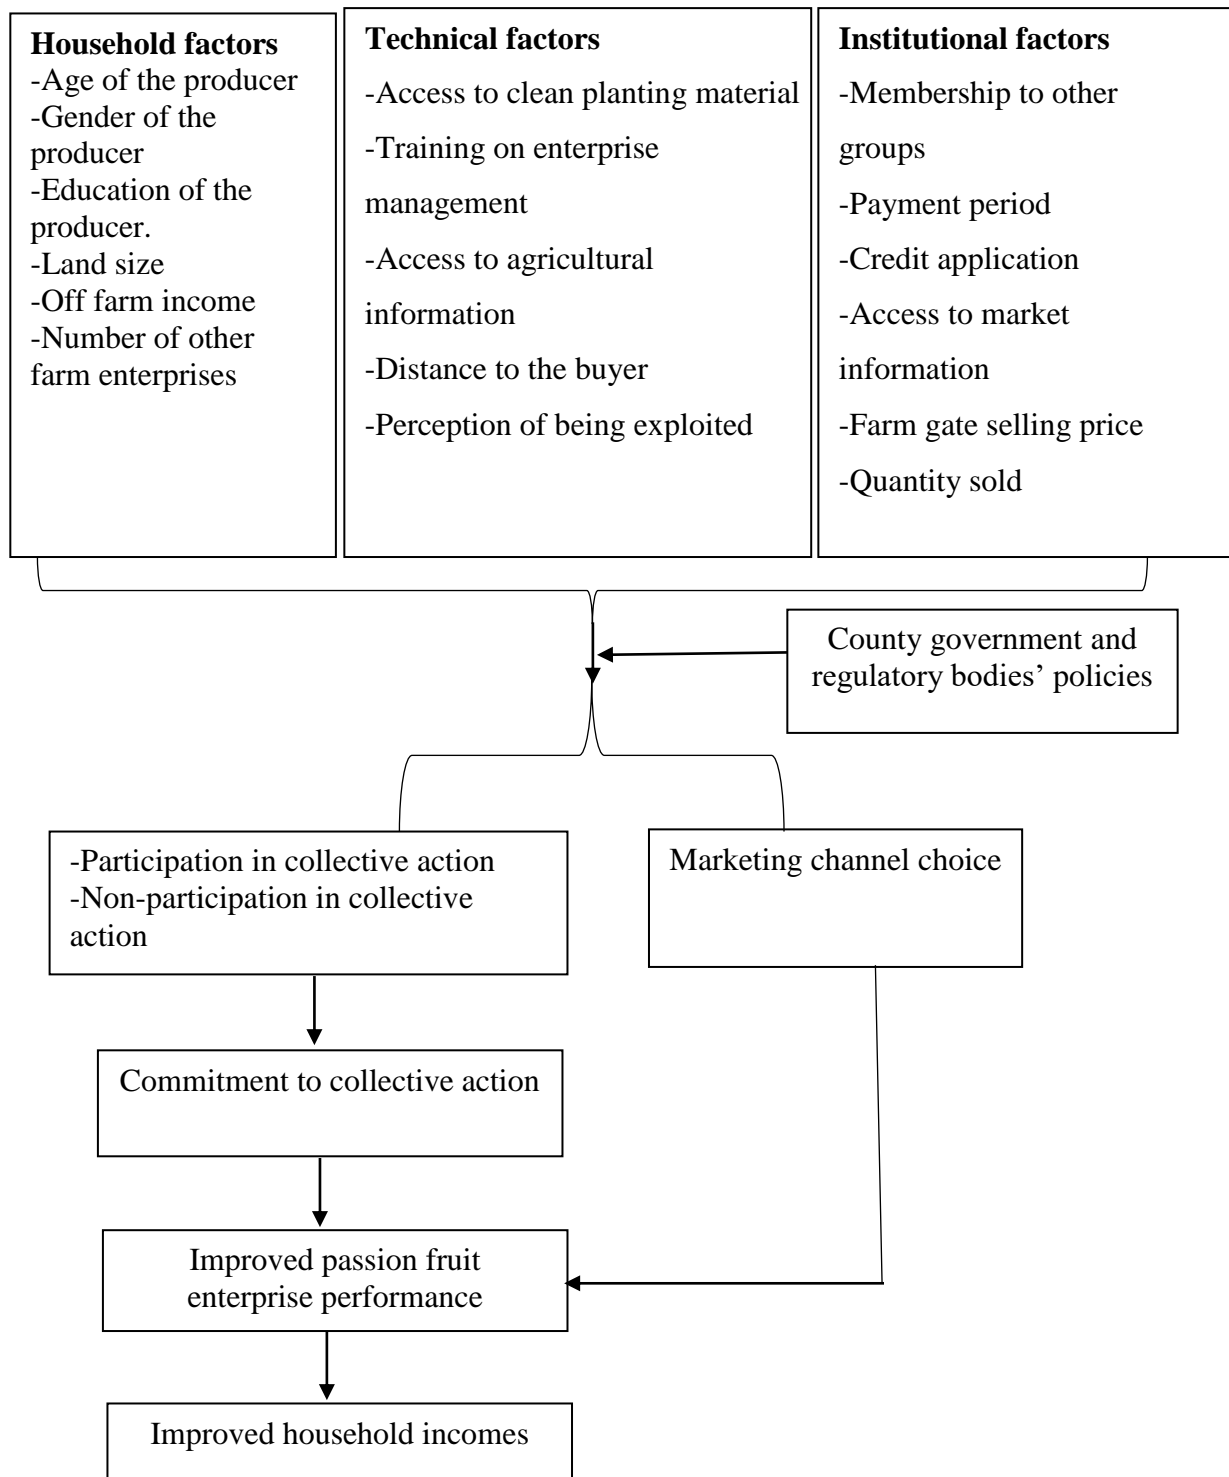 Household factors
-Age of the producer
-Gender of the
producer
-Education of the
producer.
-Land size
-Off farm income
-Number of other
farm enterprises
Technical factors
-Access to clean planting material
-Training on enterprise
management
-Access to agricultural
information
-Distance to the buyer
-Perception of being exploited
Institutional factors
-Membership to other
groups
-Payment period
-Credit application
-Access to market
information
-Farm gate selling price
-Quantity sold
County government and
regulatory bodies’ policies
-Participation in collective action
-Non-participation in collective
action
Marketing channel choice
Commitment to collective action
Improved passion fruit
enterprise performance
Improved household incomes